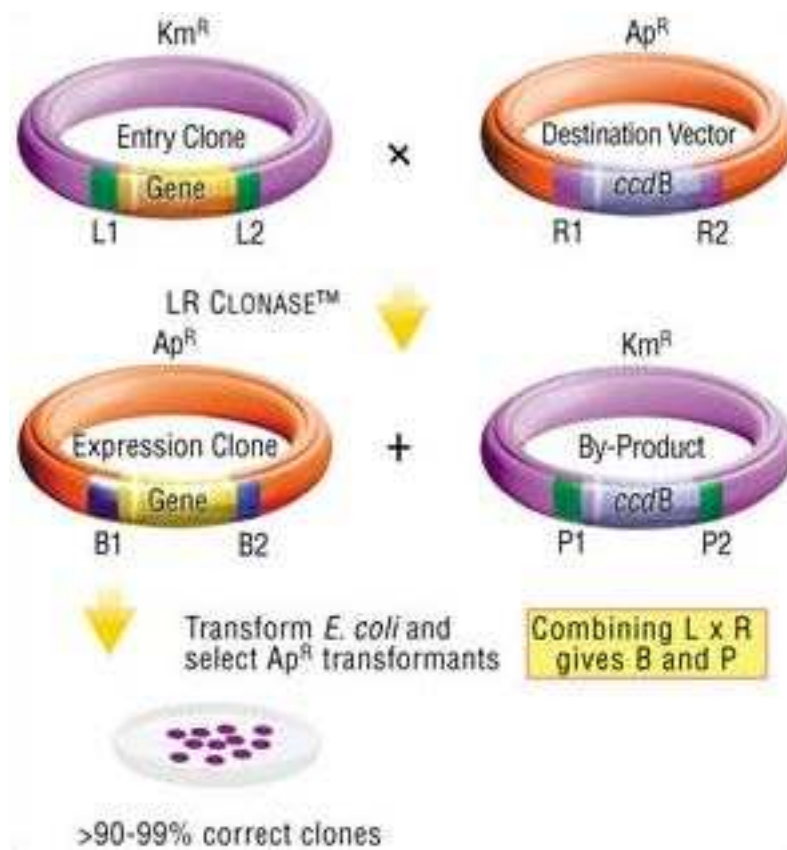 Kmᴿ
Apᴿ
Entry Clone
×
Destination Vector
Gene
ccdB
L1
L2
R1
R2
LR CLONASE™
Apᴿ
Kmᴿ
Expression Clone
+
By-Product
Gene
ccdB
B1
B2
P1
P2
Transform E. coli and
select Apᴿ transformants
Combining L x R
gives B and P
>90-99% correct clones